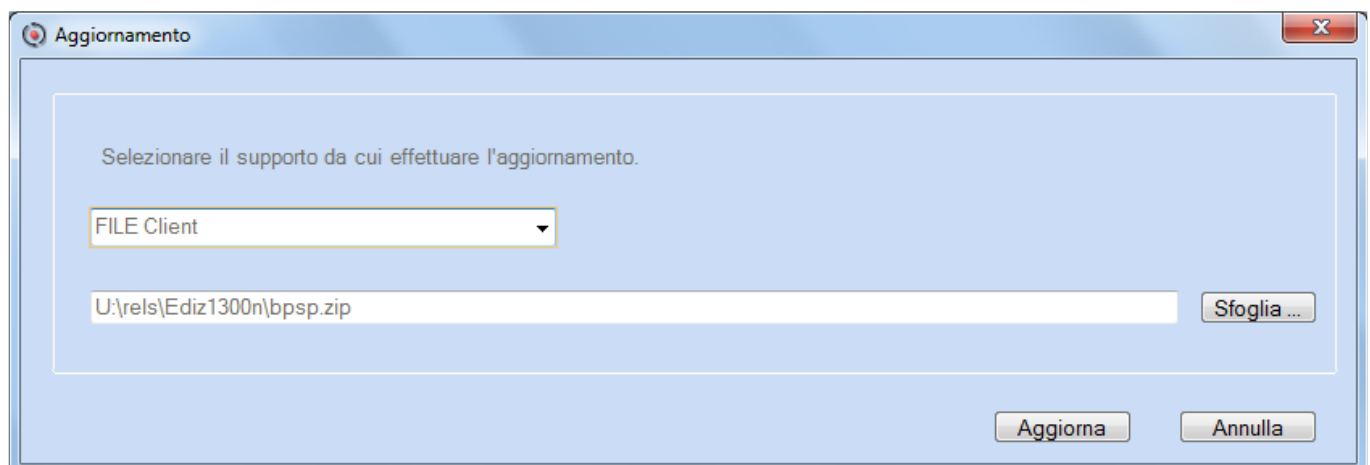 Aggiornamento
Selezionare il supporto da cui effettuare l'aggiornamento.
FILE Client
U:\rels\Ediz1300n\bpsp.zip
Sfoglia ...
Aggiorna
Annulla